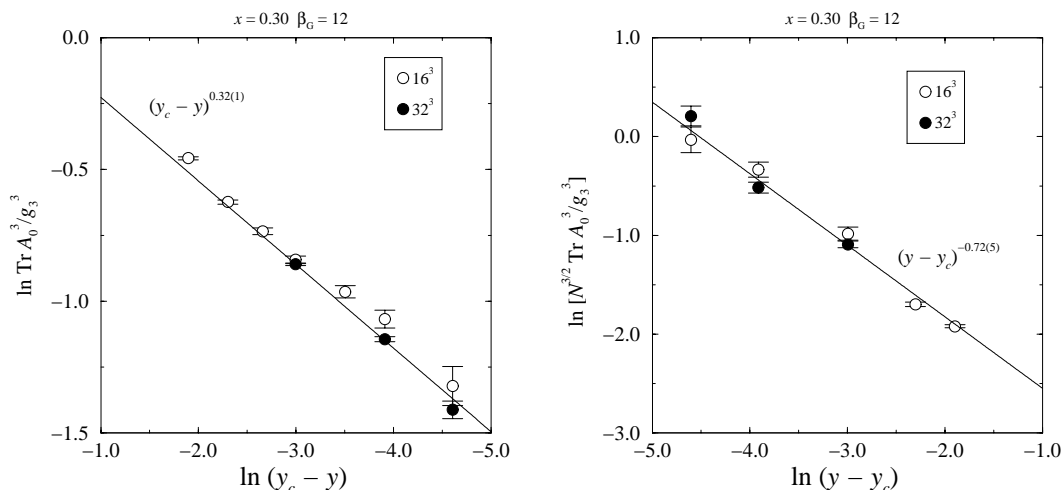 x = 0.30 β_G = 12
0.0
−0.5
−1.0
−1.5
ln Tr A_0^3/g_3^3
(y_c − y)^0.32(1)
16^3
32^3
−1.0 −2.0 −3.0 −4.0 −5.0
ln (y_c − y)
x = 0.30 β_G = 12
1.0
0.0
−1.0
−2.0
−3.0
ln [N^3/2 Tr A_0^3/g_3^3]
16^3
32^3
(y − y_c)^−0.72(5)
−5.0 −4.0 −3.0 −2.0 −1.0
ln (y − y_c)